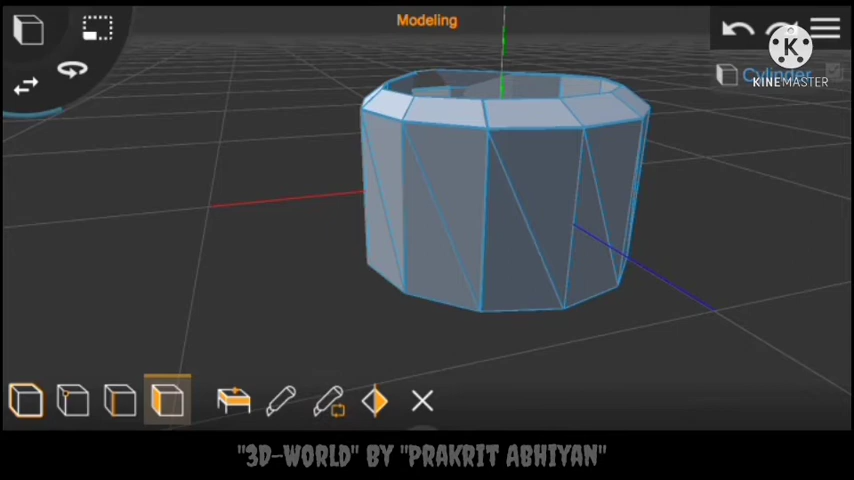 Modeling
Cylinder
K
KINEMASTER
"3D-WORLD" BY "PRAKRIT ABHIYAN"